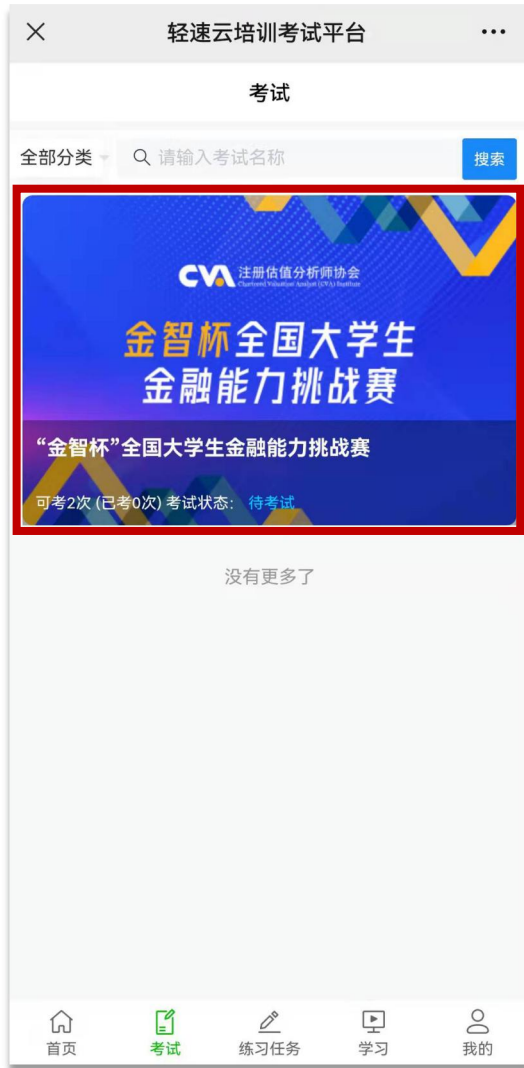 轻速云培训考试平台
考试
全部分类
请输入考试名称
搜索
CVA 注册估值分析师协会
Chartered Valuation Analyst (CVA) Institute
金智杯全国大学生
金融能力挑战赛
“金智杯”全国大学生金融能力挑战赛
可考2次 (已考0次) 考试状态: 待考试
没有更多了
首页
考试
练习任务
学习
我的